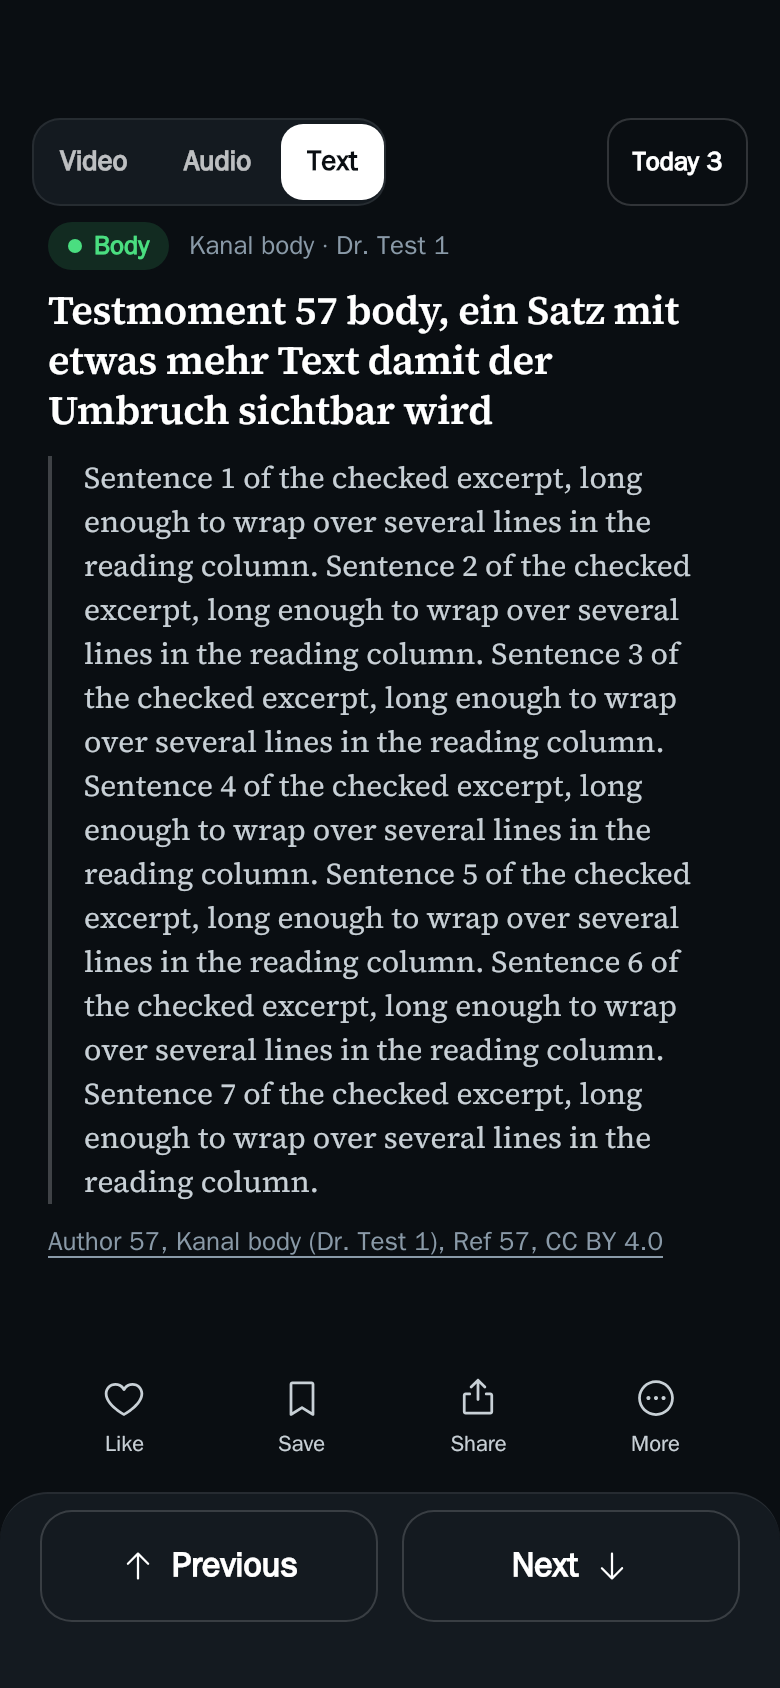 Video Audio Text Today 3
Body Kanal body · Dr. Test 1
Testmoment 57 body, ein Satz mit
etwas mehr Text damit der
Umbruch sichtbar wird
Sentence 1 of the checked excerpt, long
enough to wrap over several lines in the
reading column. Sentence 2 of the checked
excerpt, long enough to wrap over several
lines in the reading column. Sentence 3 of
the checked excerpt, long enough to wrap
over several lines in the reading column.
Sentence 4 of the checked excerpt, long
enough to wrap over several lines in the
reading column. Sentence 5 of the checked
excerpt, long enough to wrap over several
lines in the reading column. Sentence 6 of
the checked excerpt, long enough to wrap
over several lines in the reading column.
Sentence 7 of the checked excerpt, long
enough to wrap over several lines in the
reading column.
Author 57, Kanal body (Dr. Test 1), Ref 57, CC BY 4.0
Like Save Share More
↑ Previous Next ↓